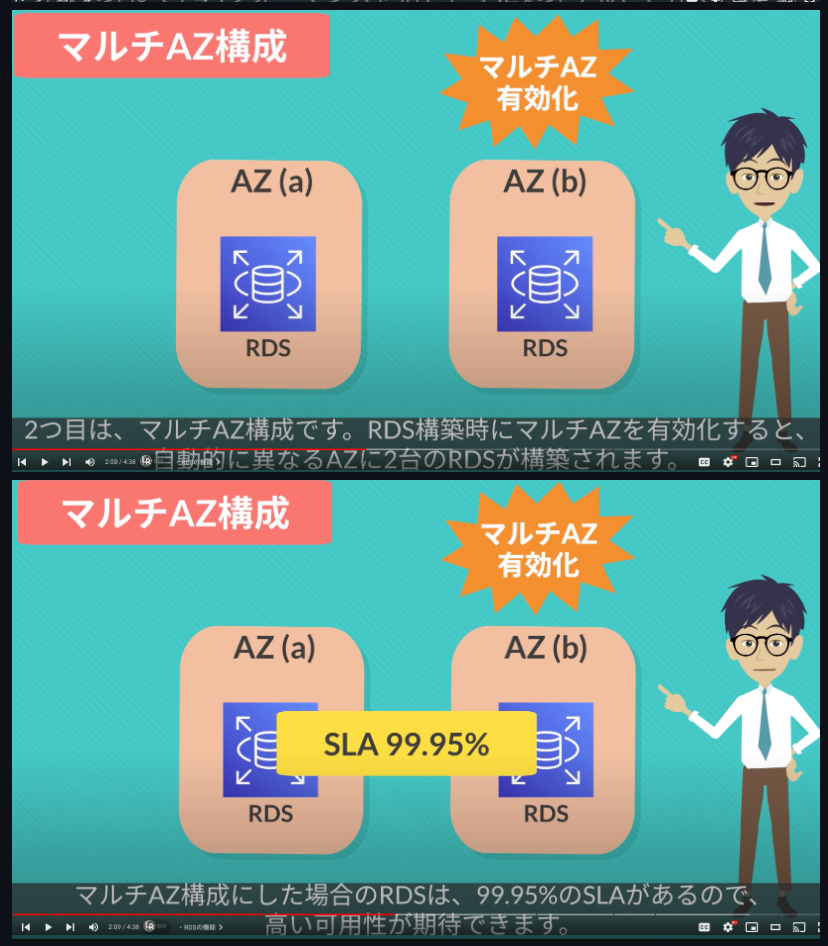 マルチAZ構成
マルチAZ
有効化
AZ (a)
AZ (b)
RDS
RDS
2つ目は、マルチAZ構成です。RDS構築時にマルチAZを有効化すると、
自動的に異なるAZに2台のRDSが構築されます。
2:03 / 4:38
・RDSの機能
マルチAZ構成
マルチAZ
有効化
AZ (a)
AZ (b)
SLA 99.95%
RDS
RDS
マルチAZ構成にした場合のRDSは、99.95%のSLAがあるので、
高い可用性が期待できます。
2:09 / 4:38
・RDSの機能